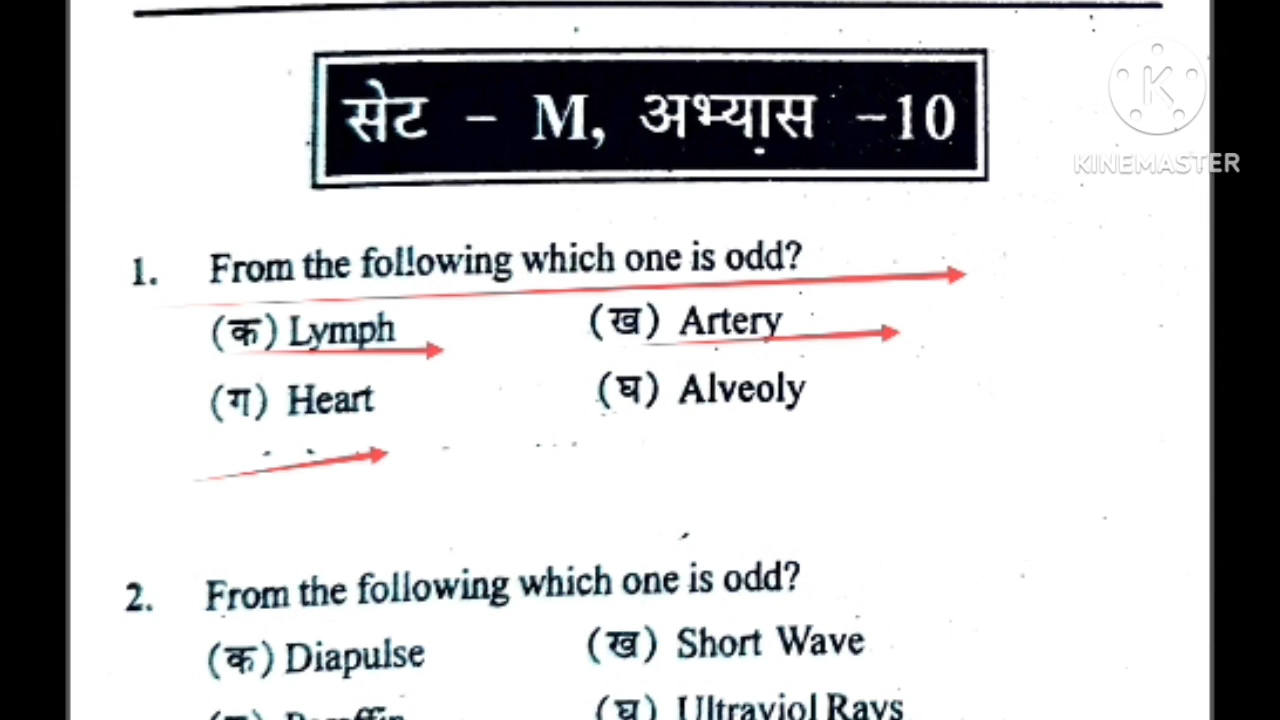 सेट - M, अभ्यास -10
KINEMASTER
1. From the following which one is odd?
(क) Lymph (ख) Artery
(ग) Heart (घ) Alveoly
2. From the following which one is odd?
(क) Diapulse (ख) Short Wave
(घ) Ultraviol Rays